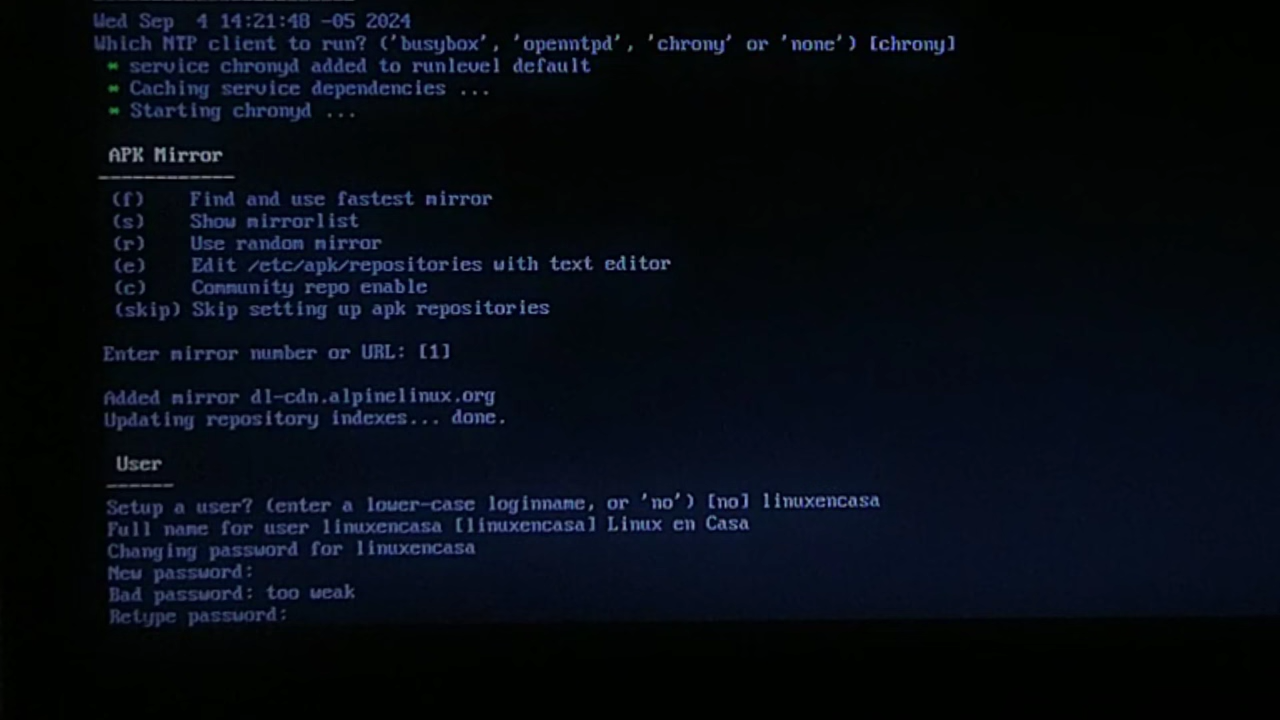 Wed Sep  4 14:21:48 -05 2024
Which NTP client to run? ('busybox', 'openntpd', 'chrony' or 'none') [chrony]
* service chronyd added to runlevel default
* Caching service dependencies ...
* Starting chronyd ...
APK Mirror
(f) Find and use fastest mirror
(s) Show mirrorlist
(r) Use random mirror
(e) Edit /etc/apk/repositories with text editor
(c) Community repo enable
(skip) Skip setting up apk repositories
Enter mirror number or URL: [1]
Added mirror dl-cdn.alpinelinux.org
Updating repository indexes... done.
User
Setup a user? (enter a lower-case loginname, or 'no') [no] linuxencasa
Full name for user linuxencasa [linuxencasa] Linux en Casa
Changing password for linuxencasa
New password:
Bad password: too weak
Retype password: